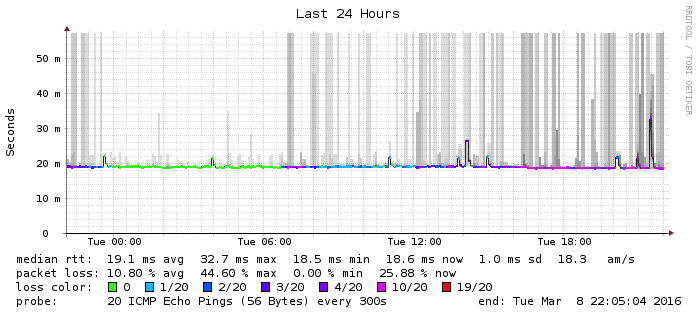 Last 24 Hours
RRDTOOL / TOBI OETIKER
Seconds
50 m
40 m
30 m
20 m
10 m
0
Tue 00:00 Tue 06:00 Tue 12:00 Tue 18:00
median rtt: 19.1 ms avg 32.7 ms max 18.5 ms min 18.6 ms now 1.0 ms sd 18.3 am/s
packet loss: 10.80 % avg 44.60 % max 0.00 % min 25.88 % now
loss color: 0 1/20 2/20 3/20 4/20 10/20 19/20
probe: 20 ICMP Echo Pings (56 Bytes) every 300s end: Tue Mar 8 22:05:04 2016